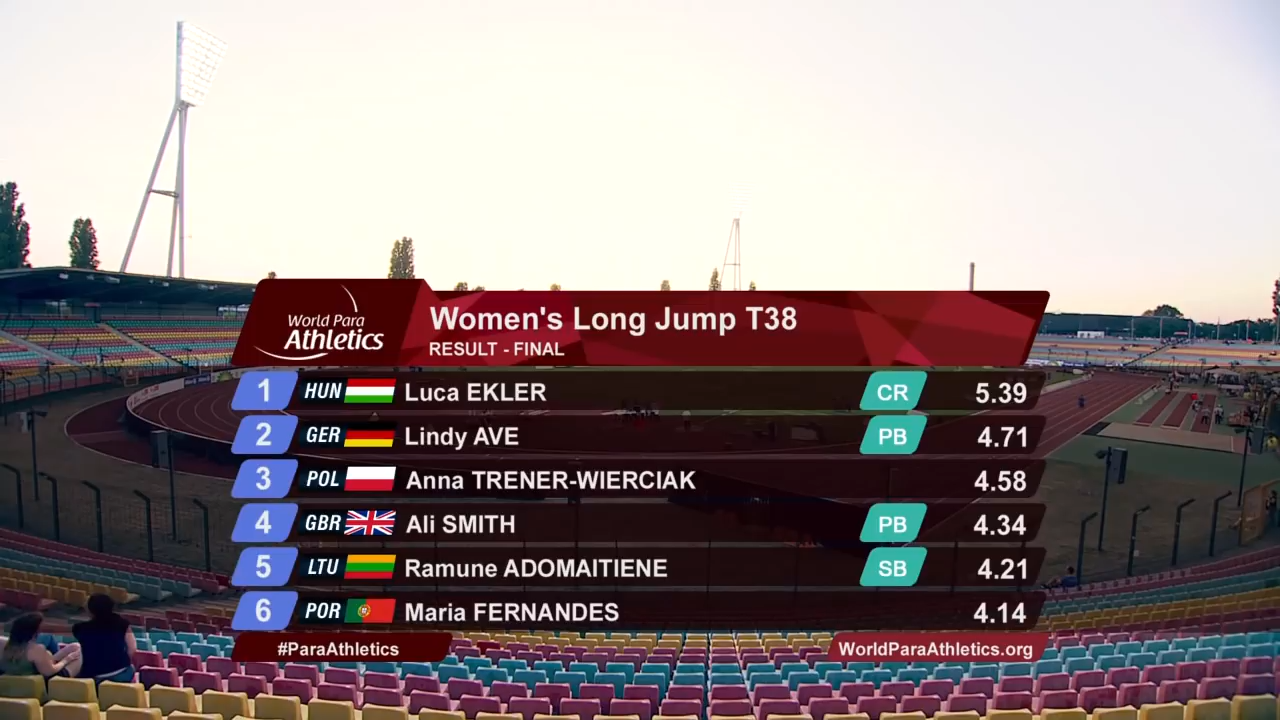 World Para
Athletics
Women's Long Jump T38
RESULT - FINAL
1 HUN Luca EKLER CR 5.39
2 GER Lindy AVE PB 4.71
3 POL Anna TRENER-WIERCIAK 4.58
4 GBR Ali SMITH PB 4.34
5 LTU Ramune ADOMAITIENE SB 4.21
6 POR Maria FERNANDES 4.14
#ParaAthletics
WorldParaAthletics.org